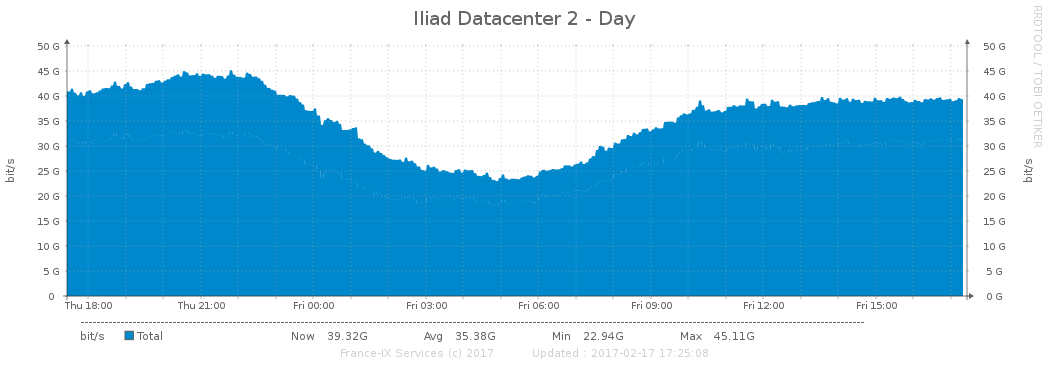 Iliad Datacenter 2 - Day
RRDTOOL / TOBI OETIKER
50 G 50 G
45 G 45 G
40 G 40 G
35 G 35 G
30 G 30 G
25 G 25 G
20 G 20 G
15 G 15 G
10 G 10 G
5 G 5 G
0 0 G
bit/s bit/s
Thu 18:00 Thu 21:00 Fri 00:00 Fri 03:00 Fri 06:00 Fri 09:00 Fri 12:00 Fri 15:00
bit/s Total Now 39.32G Avg 35.38G Min 22.94G Max 45.11G
France-IX Services (c) 2017 Updated : 2017-02-17 17:25:08